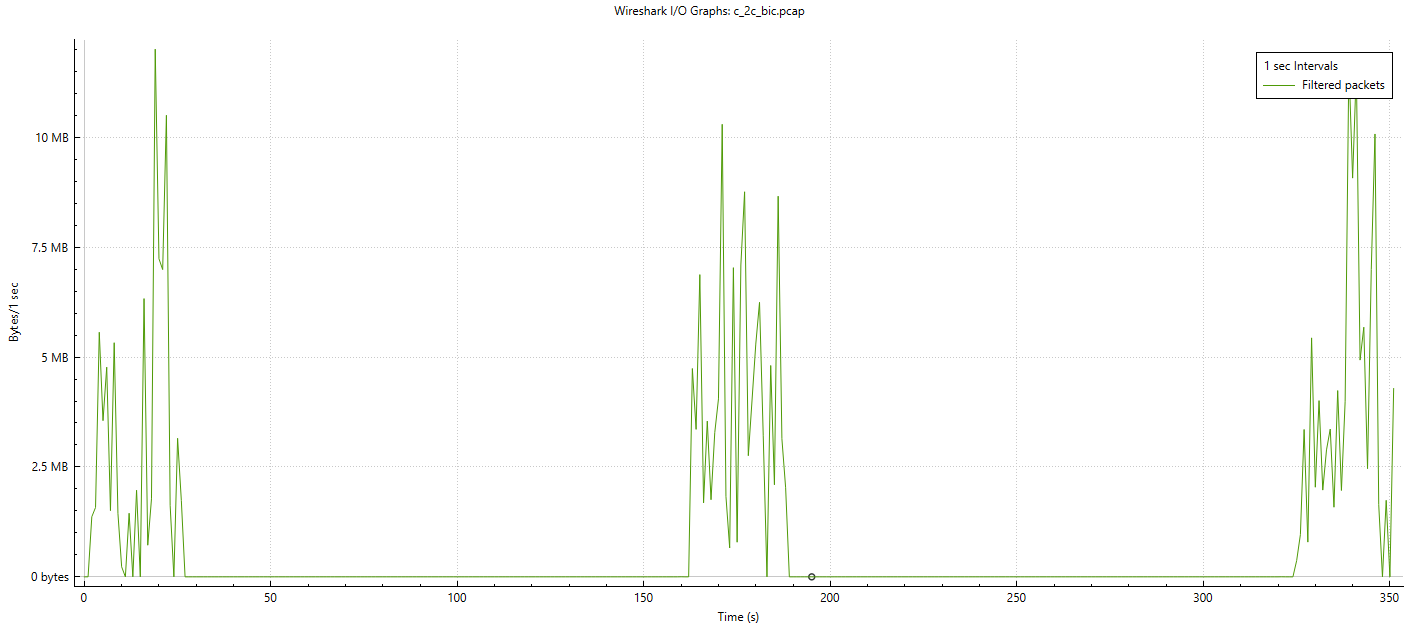 Wireshark I/O Graphs: c_2c_bic.pcap
1 sec Intervals
Filtered packets
10 MB
7.5 MB
5 MB
2.5 MB
0 bytes
Bytes/1 sec
0 50 100 150 200 250 300 350
Time (s)